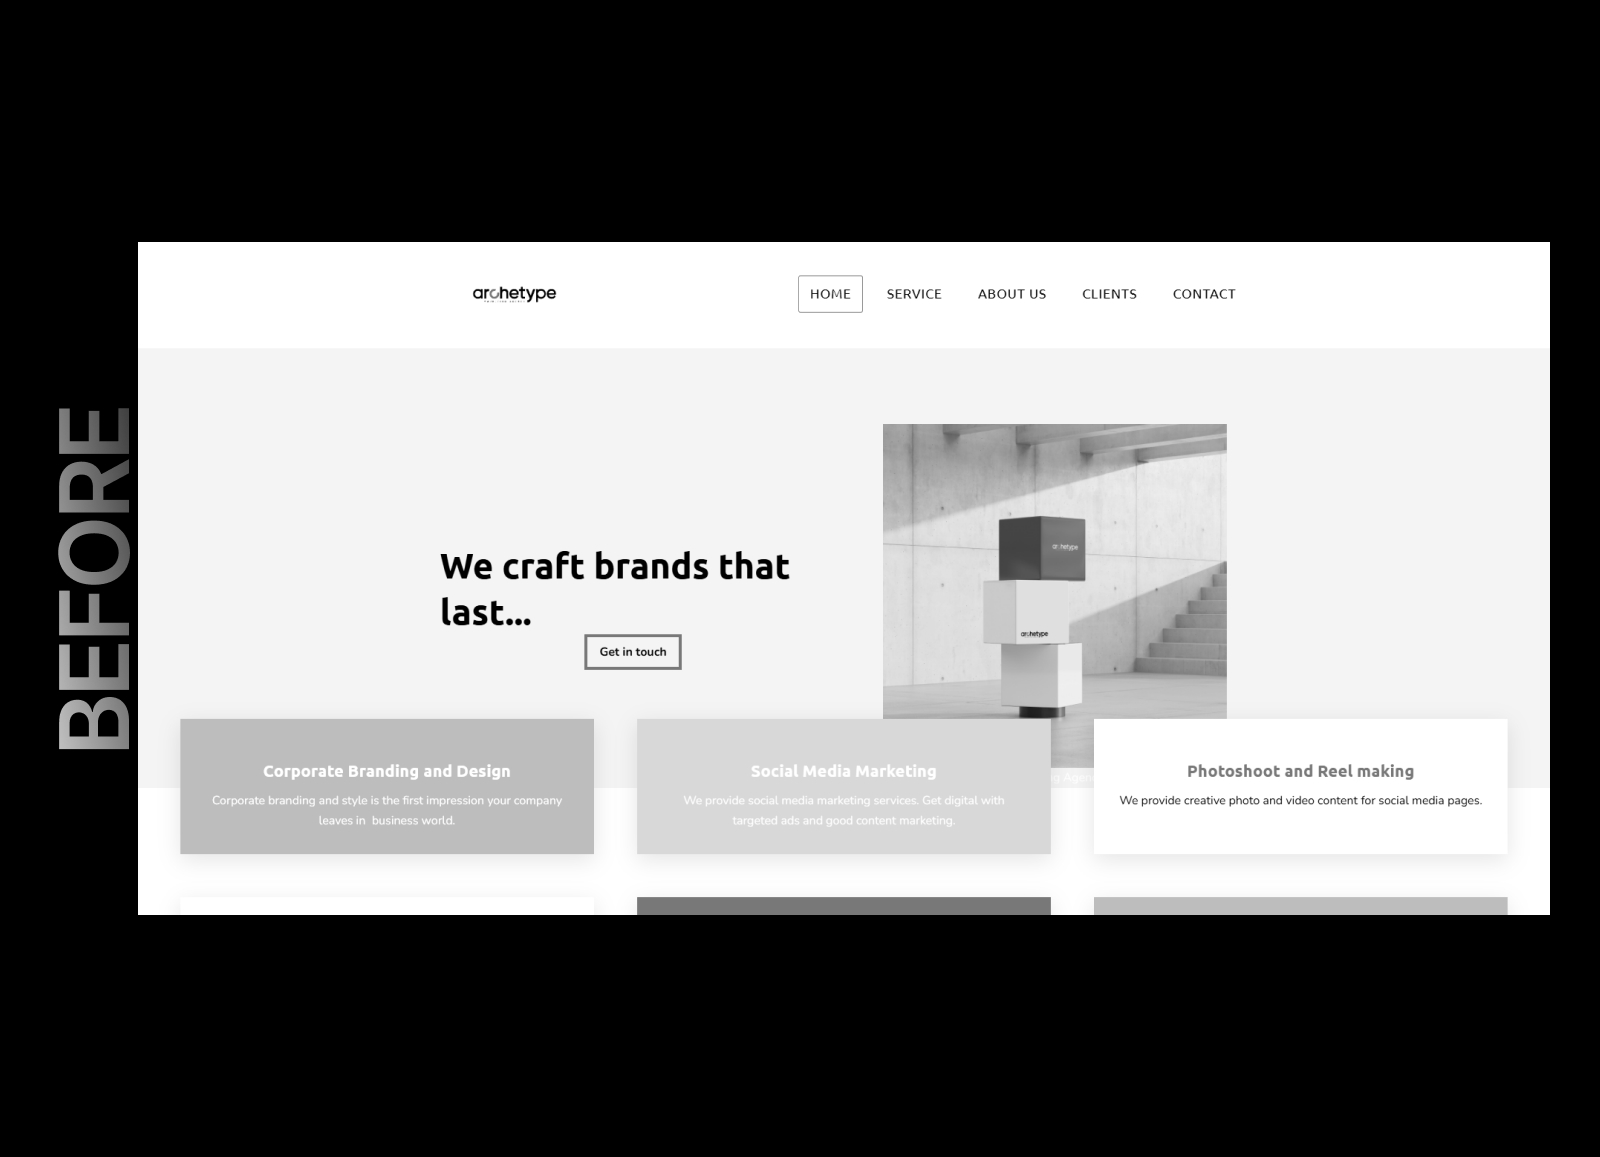 BEFORE
archetype
HOME
SERVICE
ABOUT US
CLIENTS
CONTACT
We craft brands that
last...
Get in touch
archetype
archetype
Corporate Branding and Design
Corporate branding and style is the first impression your company
leaves in  business world.
Social Media Marketing
We provide social media marketing services. Get digital with
targeted ads and good content marketing.
Photoshoot and Reel making
We provide creative photo and video content for social media pages.